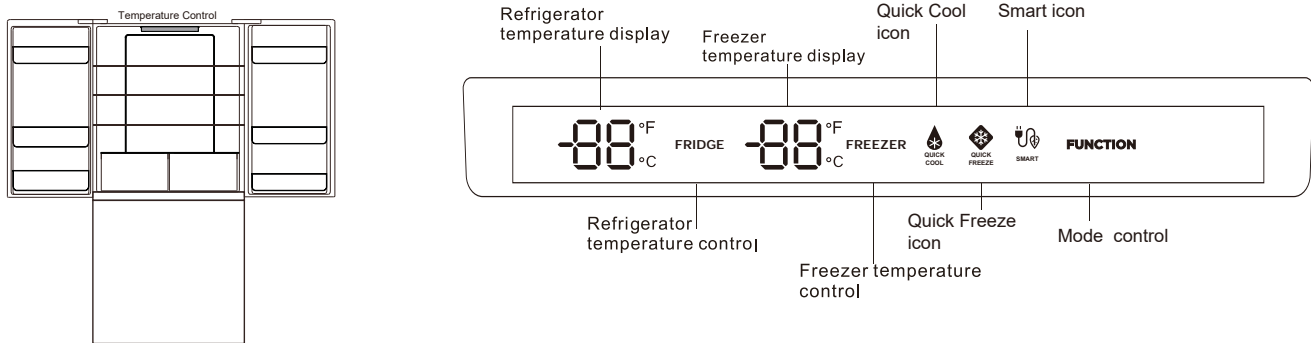 Temperature Control
Refrigerator
temperature display
Freezer
temperature display
Quick Cool
icon
Smart icon
-88 °F
°C
FRIDGE
-88 °F
°C
FREEZER
QUICK
COOL
QUICK
FREEZE
SMART
FUNCTION
Refrigerator
temperature control
Freezer temperature
control
Quick Freeze
icon
Mode control